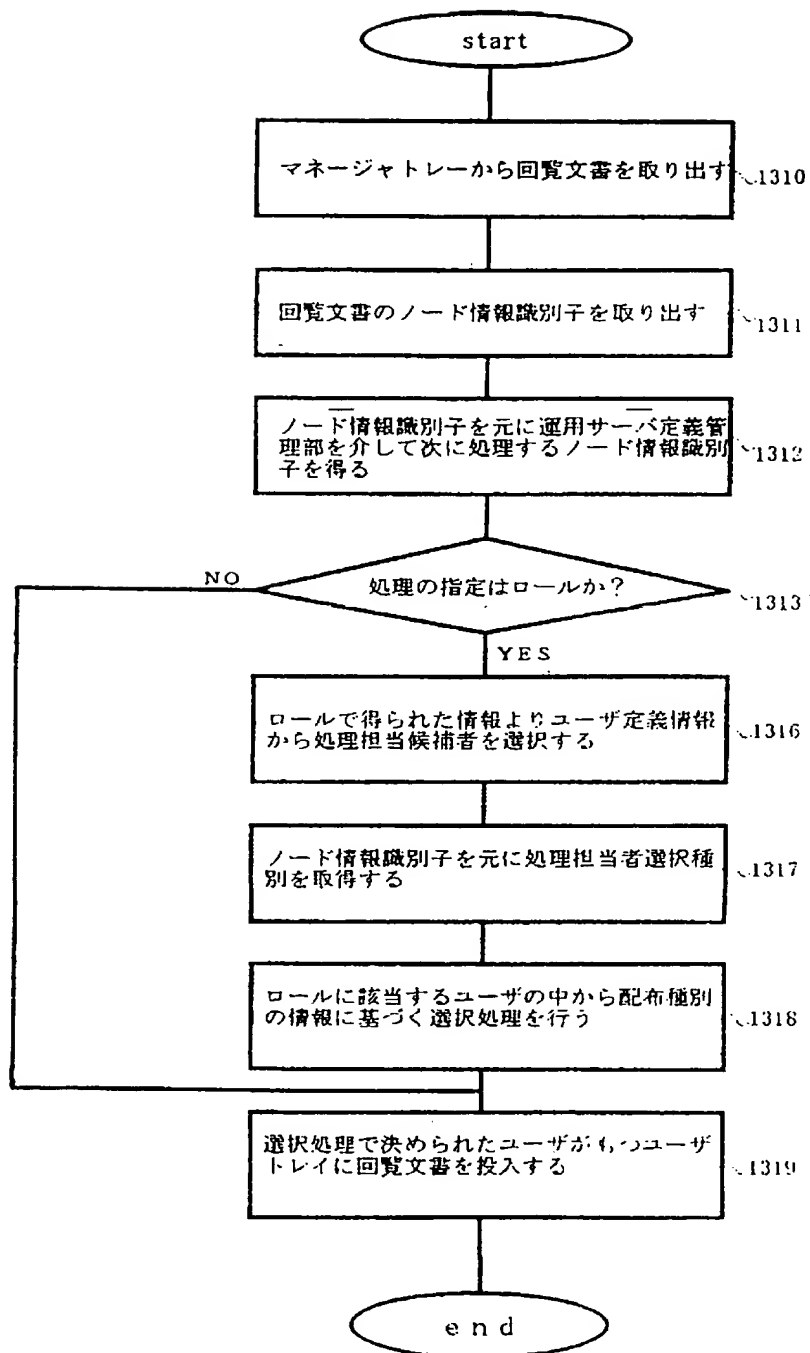 start
マネージャトレーから回覧文書を取り出す
1310
回覧文書のノード情報識別子を取り出す
1311
ノード情報識別子を元に運用サーバ定義管
理部を介して次に処理するノード情報識別
子を得る
1312
処理の指定はロールか?
1313
NO
YES
ロールで得られた情報よりユーザ定義情報
から処理担当候補者を選択する
1316
ノード情報識別子を元に処理担当者選択種
別を取得する
1317
ロールに該当するユーザの中から配布種別
の情報に基づく選択処理を行う
1318
選択処理で決められたユーザがもつユーザ
トレイに回覧文書を投入する
1319
end